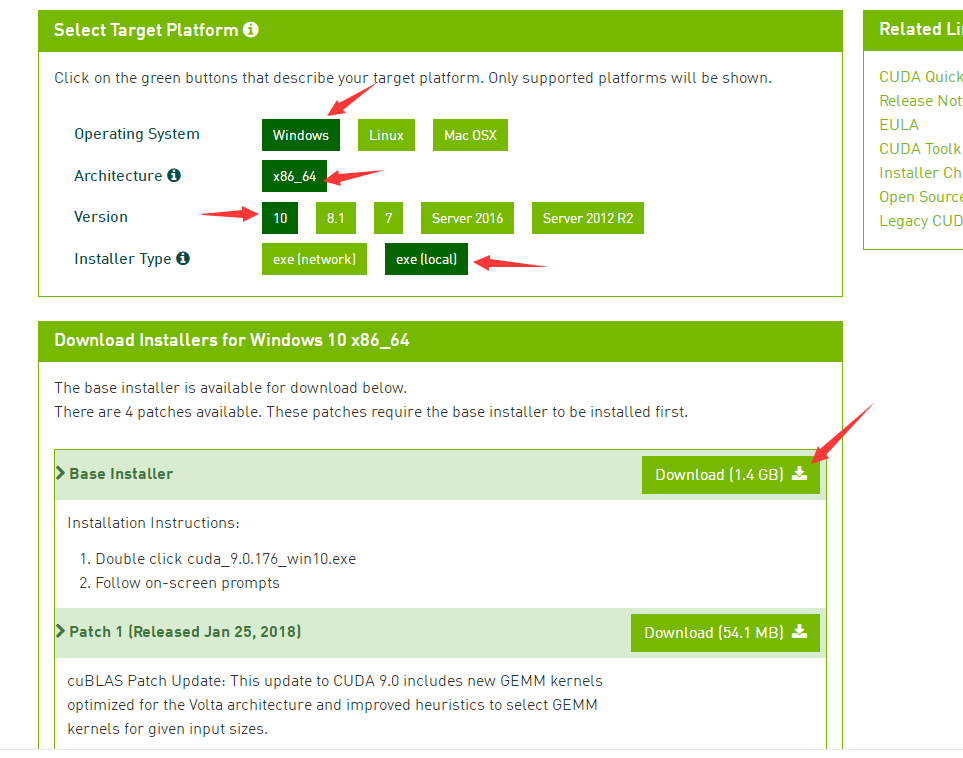 Select Target Platform
Related Li
Click on the green buttons that describe your target platform. Only supported platforms will be shown.
Operating System Windows Linux Mac OSX
Architecture x86_64
Version 10 8.1 7 Server 2016 Server 2012 R2
Installer Type exe (network) exe (local)
CUDA Quick
Release Not
EULA
CUDA Toolk
Installer Ch
Open Source
Legacy CUD
Download Installers for Windows 10 x86_64
The base installer is available for download below.
There are 4 patches available. These patches require the base installer to be installed first.
Base Installer Download (1.4 GB)
Installation Instructions:
1. Double click cuda_9.0.176_win10.exe
2. Follow on-screen prompts
Patch 1 (Released Jan 25, 2018) Download (54.1 MB)
cuBLAS Patch Update: This update to CUDA 9.0 includes new GEMM kernels
optimized for the Volta architecture and improved heuristics to select GEMM
kernels for given input sizes.